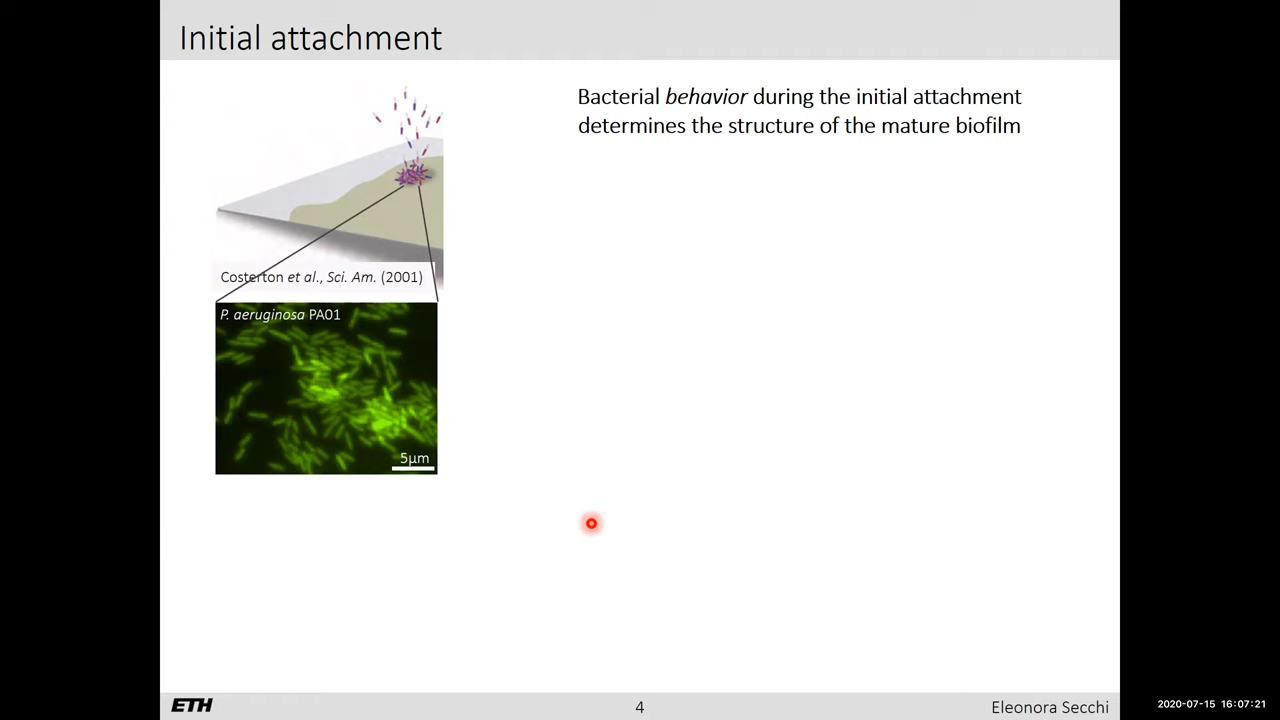 Initial attachment
Bacterial behavior during the initial attachment
determines the structure of the mature biofilm
Costerton et al., Sci. Am. (2001)
P. aeruginosa PA01
5µm
ETH
4
Eleonora Secchi
2020-07-15 16:07:21